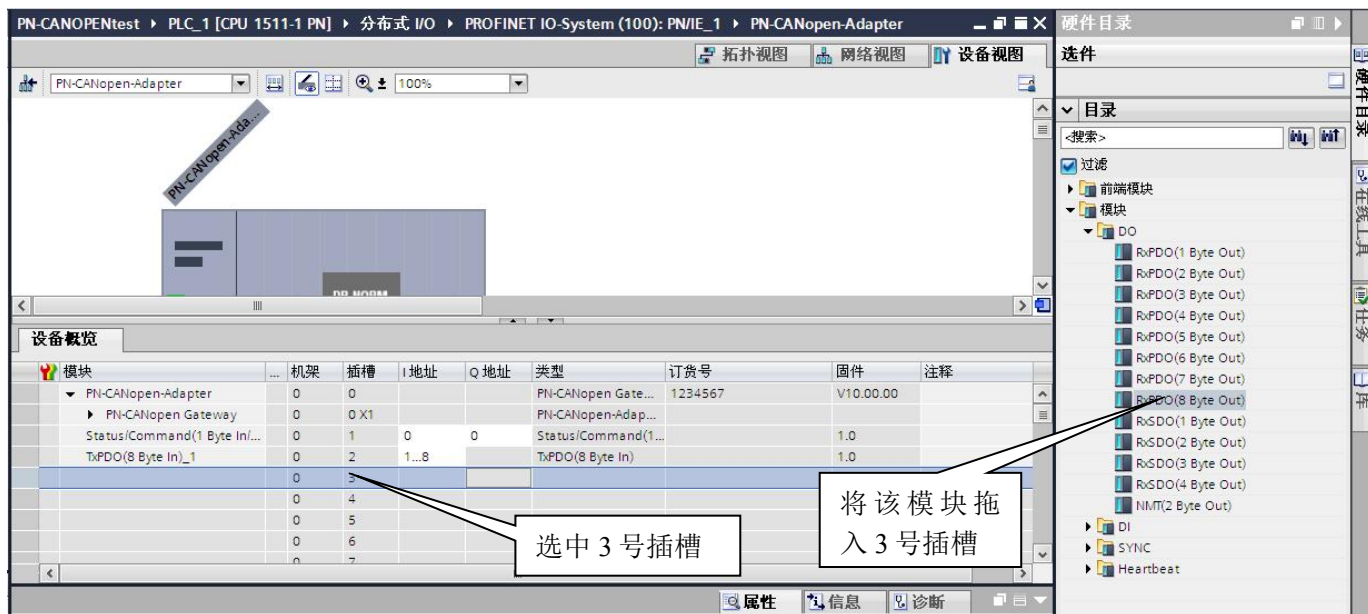 PN-CANOPENtest ▸ PLC_1 [CPU 1511-1 PN] ▸ 分布式 I/O ▸ PROFINET IO-System (100): PN/IE_1 ▸ PN-CANopen-Adapter
拓扑视图 网络视图 设备视图
PN-CANopen-Adapter 100%
PN-CANopen-Ada...
DP-NORM
设备概览
模块 ... 机架 插槽 I 地址 Q 地址 类型 订货号 固件 注释
PN-CANopen-Adapter 0 0 PN-CANopen Gate... 1234567 V10.00.00
PN-CANopen Gateway 0 0 X1 PN-CANopen-Adap...
Status/Command(1 Byte In/... 0 1 0 0 Status/Command(1... 1.0
TxPDO(8 Byte In)_1 0 2 1...8 TxPDO(8 Byte In) 1.0
0 3
0 4
0 5
0 6
0 7
选中 3 号插槽
将该模块拖
入 3 号插槽
属性 信息 诊断
硬件目录
选件
目录
<搜索>
过滤
前端模块
模块
DO
RxPDO(1 Byte Out)
RxPDO(2 Byte Out)
RxPDO(3 Byte Out)
RxPDO(4 Byte Out)
RxPDO(5 Byte Out)
RxPDO(6 Byte Out)
RxPDO(7 Byte Out)
RxPDO(8 Byte Out)
RxSDO(1 Byte Out)
RxSDO(2 Byte Out)
RxSDO(3 Byte Out)
RxSDO(4 Byte Out)
NMT(2 Byte Out)
DI
SYNC
Heartbeat
硬件目录
在线工具
任务
库